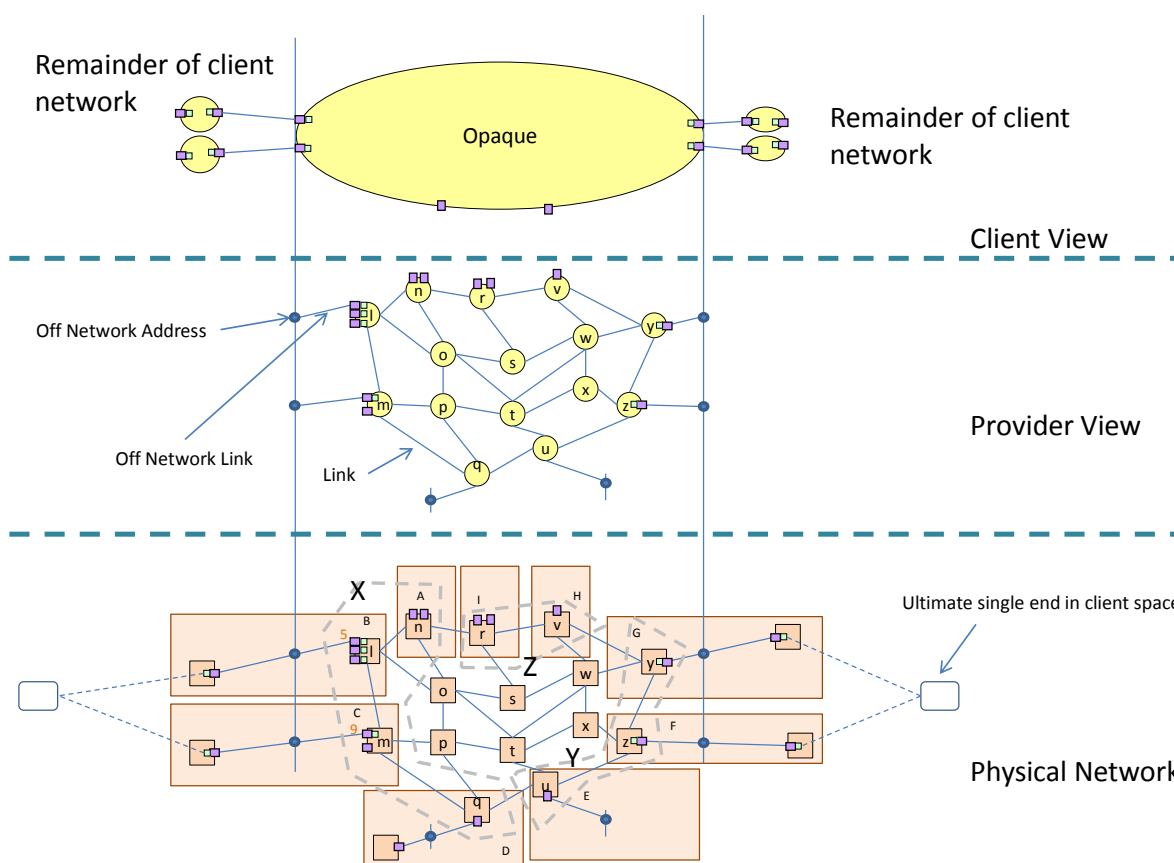 Remainder of client
network
Opaque
Remainder of client
network
Client View
n
r
v
l
y
Off Network Address
w
o
s
x
m
p
t
z
Provider View
u
Off Network Link
Link
q
X
A
I
H
Ultimate single end in client space
B
n
r
v
G
5
l
Z
y
w
o
s
C
F
9
m
p
x
z
t
Y
Physical Network
u
E
q
D